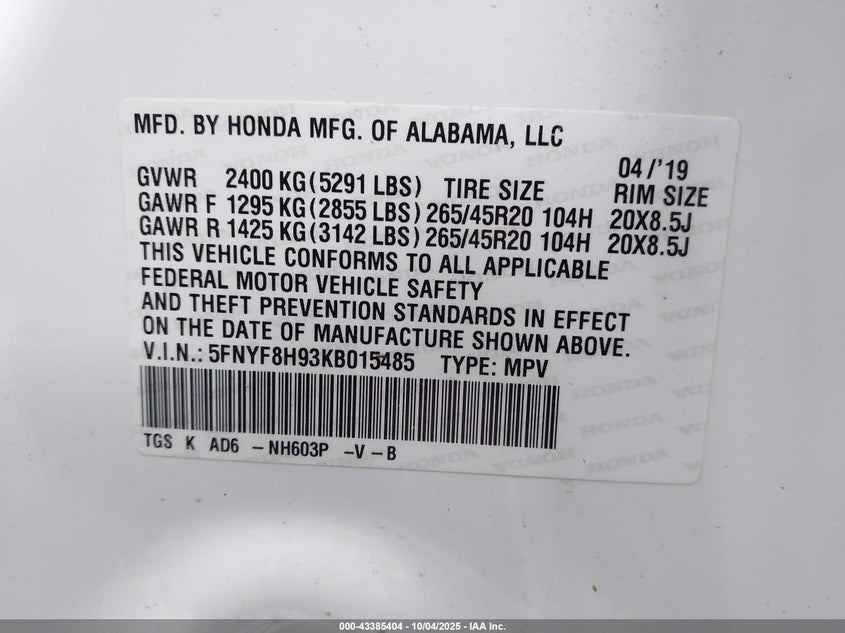 MFD. BY HONDA MFG. OF ALABAMA, LLC
04/'19
GVWR 2400 KG(5291 LBS) TIRE SIZE RIM SIZE
GAWR F 1295 KG(2855 LBS) 265/45R20 104H 20X8.5J
GAWR R 1425 KG(3142 LBS) 265/45R20 104H 20X8.5J
THIS VEHICLE CONFORMS TO ALL APPLICABLE
FEDERAL MOTOR VEHICLE SAFETY
AND THEFT PREVENTION STANDARDS IN EFFECT
ON THE DATE OF MANUFACTURE SHOWN ABOVE.
V.I.N.: 5FNYF8H93KB015485 TYPE: MPV
TGS K AD6 -NH603P -V-B
000-43385404 - 10/04/2025 - IAA Inc.